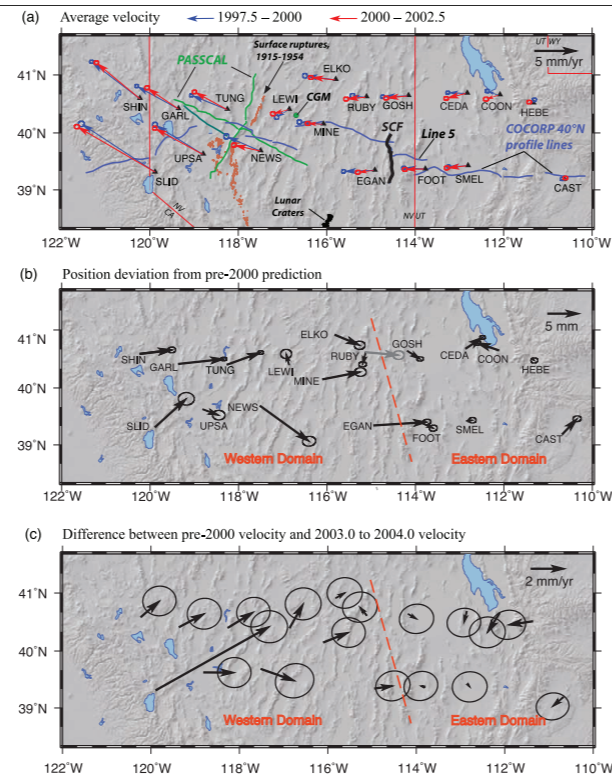 (a) Average velocity 1997.5 – 2000 2000 – 2002.5
Surface ruptures, 1915-1954
UT WY
5 mm/yr
41°N
40°N
39°N
PASSCAL
ELKO
SHIN
GARL
TUNG
LEWI
CGM
RUBY
GOSH
CEDA
COON
HEBE
MINE
SCF
Line 5
COCORP 40°N profile lines
UPSA
NEWS
SLID
EGAN
FOOT
SMEL
CAST
NV
CA
Lunar Craters
NV UT
122°W 120°W 118°W 116°W 114°W 112°W 110°W
(b) Position deviation from pre-2000 prediction
5 mm
41°N
40°N
39°N
ELKO
SHIN
GARL
TUNG
LEWI
RUBY
GOSH
MINE
CEDA
COON
HEBE
SLID
UPSA
NEWS
EGAN
FOOT
SMEL
CAST
Western Domain
Eastern Domain
122°W 120°W 118°W 116°W 114°W 112°W 110°W
(c) Difference between pre-2000 velocity and 2003.0 to 2004.0 velocity
2 mm/yr
41°N
40°N
39°N
Western Domain
Eastern Domain
122°W 120°W 118°W 116°W 114°W 112°W 110°W